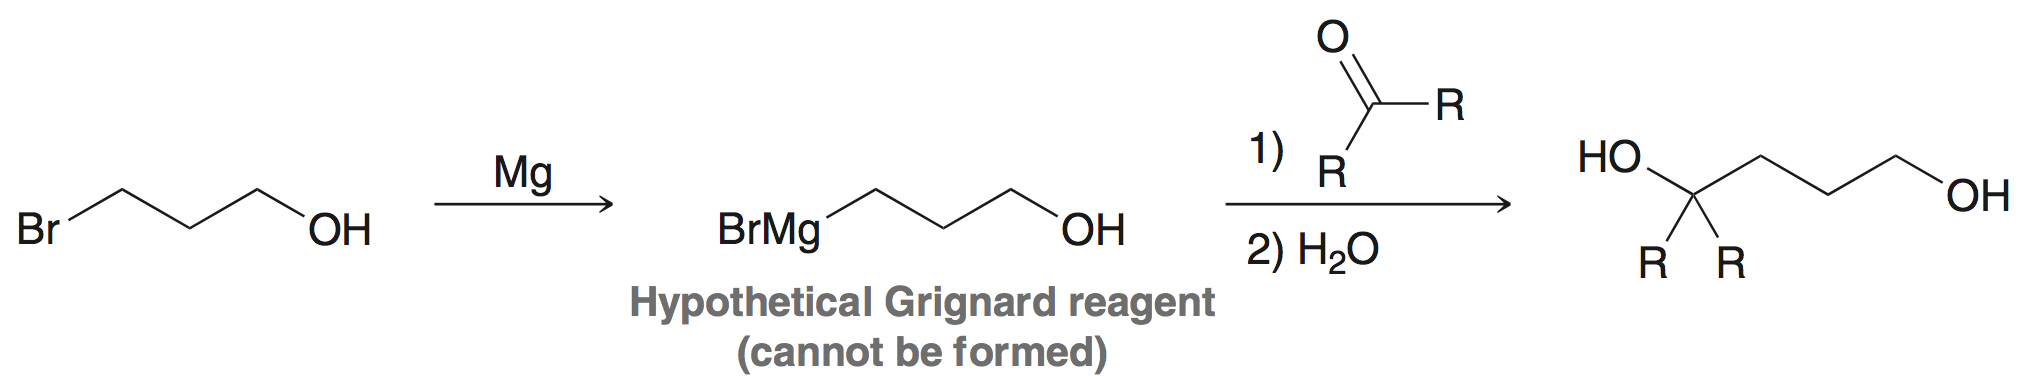 Br
OH
Mg
BrMg
OH
Hypothetical Grignard reagent
(cannot be formed)
O
R
R
1)
2) H₂O
HO
OH
R R